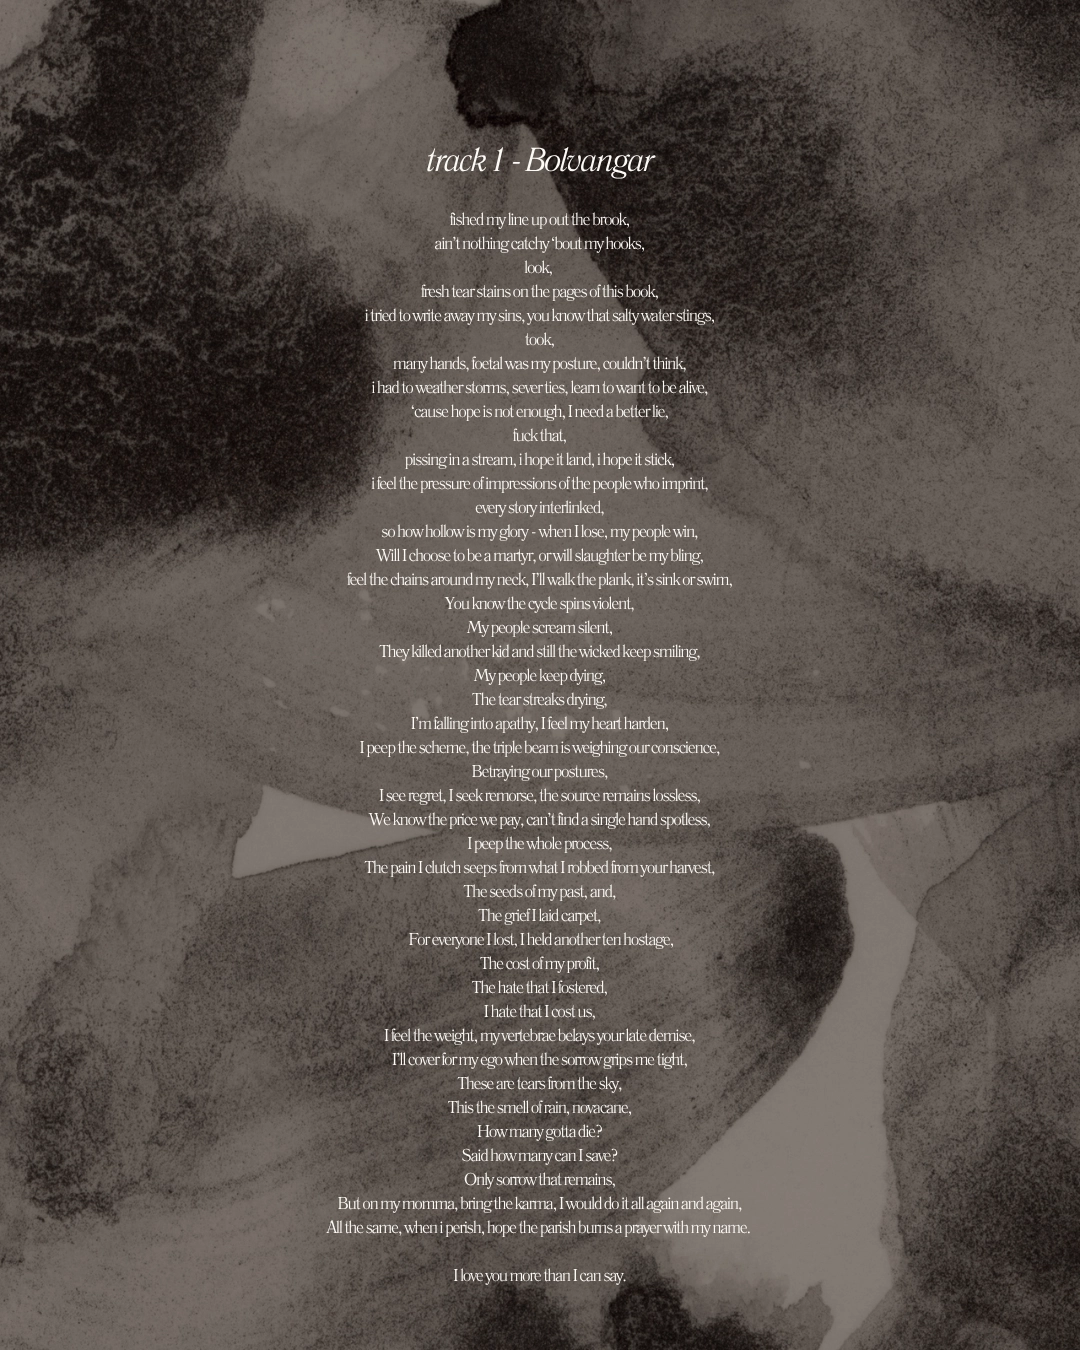 track 1 - Bolvangar
fished my line up out the brook,
ain't nothing catchy 'bout my hooks,
look,
fresh tear stains on the pages of this book,
i tried to write away my sins, you know that salty water stings,
took,
many hands, foetal was my posture, couldn't think,
i had to weather storms, sever ties, learn to want to be alive,
'cause hope is not enough, I need a better lie,
fuck that,
pissing in a stream, i hope it land, i hope it stick,
i feel the pressure of impressions of the people who imprint,
every story interlinked,
so how hollow is my glory - when I lose, my people win,
Will I choose to be a martyr, or will slaughter be my bling,
feel the chains around my neck, I'll walk the plank, it's sink or swim,
You know the cycle spins violent,
My people scream silent,
They killed another kid and still the wicked keep smiling,
My people keep dying,
The tear streaks drying,
I'm falling into apathy, I feel my heart harden,
I peep the scheme, the triple beam is weighing our conscience,
Betraying our postures,
I see regret, I seek remorse, the source remains lossless,
We know the price we pay, can't find a single hand spotless,
I peep the whole process,
The pain I clutch seeps from what I robbed from your harvest,
The seeds of my past, and,
The grief I laid carpet,
For everyone I lost, I held another ten hostage,
The cost of my profit,
The hate that I fostered,
I hate that I cost us,
I feel the weight, my vertebrae belays your late demise,
I'll cover for my ego when the sorrow grips me tight,
These are tears from the sky,
This the smell of rain, novacane,
How many gotta die?
Said how many can I save?
Only sorrow that remains,
But on my momma, bring the karma, I would do it all again and again,
All the same, when i perish, hope the parish burns a prayer with my name.
I love you more than I can say.